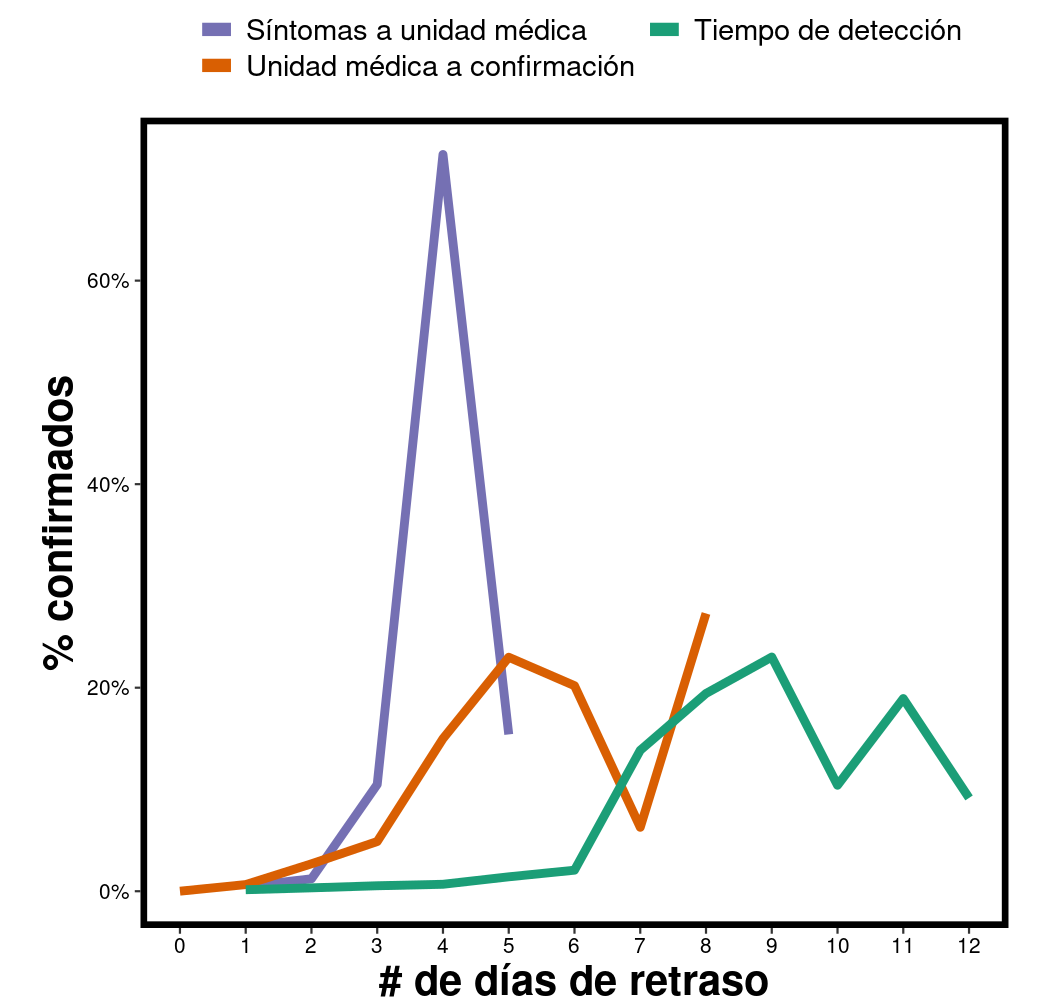 Síntomas a unidad médica
Tiempo de detección
Unidad médica a confirmación
% confirmados
60%
40%
20%
0%
0 1 2 3 4 5 6 7 8 9 10 11 12
# de días de retraso